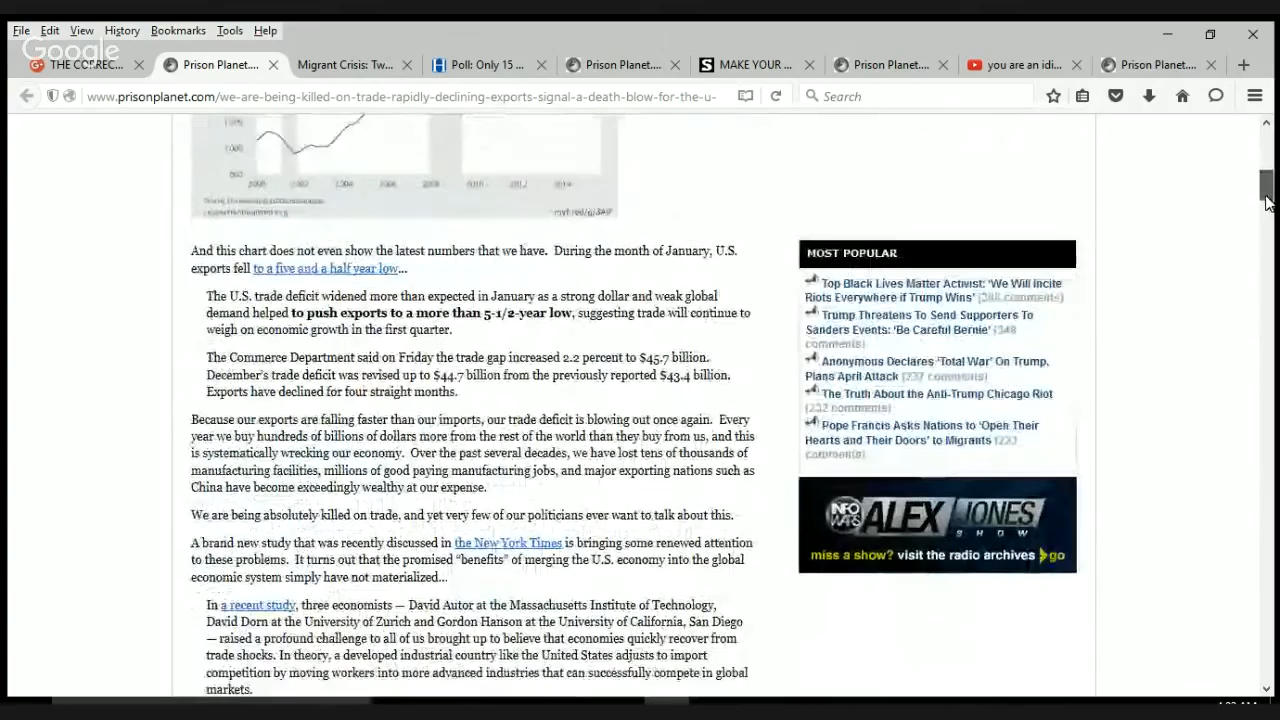 File Edit View History Bookmarks Tools Help
Google
THE CORREC... Prison Planet.... Migrant Crisis: Tw... Poll: Only 15 ... Prison Planet.... MAKE YOUR ... Prison Planet.... you are an idi... Prison Planet....
www.prisonplanet.com/we-are-being-killed-on-trade-rapidly-declining-exports-signal-a-death-blow-for-the-u-
Search
2000 2002 2004 2006 2008 2010 2012 2014
And this chart does not even show the latest numbers that we have. During the month of January, U.S.
exports fell to a five and a half year low...
The U.S. trade deficit widened more than expected in January as a strong dollar and weak global
demand helped to push exports to a more than 5-1/2-year low, suggesting trade will continue to
weigh on economic growth in the first quarter.
The Commerce Department said on Friday the trade gap increased 2.2 percent to $45.7 billion.
December's trade deficit was revised up to $44.7 billion from the previously reported $43.4 billion.
Exports have declined for four straight months.
Because our exports are falling faster than our imports, our trade deficit is blowing out once again. Every
year we buy hundreds of billions of dollars more from the rest of the world than they buy from us, and this
is systematically wrecking our economy. Over the past several decades, we have lost tens of thousands of
manufacturing facilities, millions of good paying manufacturing jobs, and major exporting nations such as
China have become exceedingly wealthy at our expense.
We are being absolutely killed on trade, and yet very few of our politicians ever want to talk about this.
A brand new study that was recently discussed in the New York Times is bringing some renewed attention
to these problems. It turns out that the promised “benefits” of merging the U.S. economy into the global
economic system simply have not materialized...
In a recent study, three economists — David Autor at the Massachusetts Institute of Technology,
David Dorn at the University of Zurich and Gordon Hanson at the University of California, San Diego
— raised a profound challenge to all of us brought up to believe that economies quickly recover from
trade shocks. In theory, a developed industrial country like the United States adjusts to import
competition by moving workers into more advanced industries that can successfully compete in global
markets.
MOST POPULAR
Top Black Lives Matter Activist: ‘We Will Incite
Riots Everywhere if Trump Wins’ (388 comments)
Trump Threatens To Send Supporters To
Sanders Events: ‘Be Careful Bernie’ (348
comments)
Anonymous Declares ‘Total War’ On Trump,
Plans April Attack (237 comments)
The Truth About the Anti-Trump Chicago Riot
(232 comments)
Pope Francis Asks Nations to ‘Open Their
Hearts and Their Doors’ to Migrants
comments)
INFO WARS ALEX JONES
SHOW
miss a show? visit the radio archives go